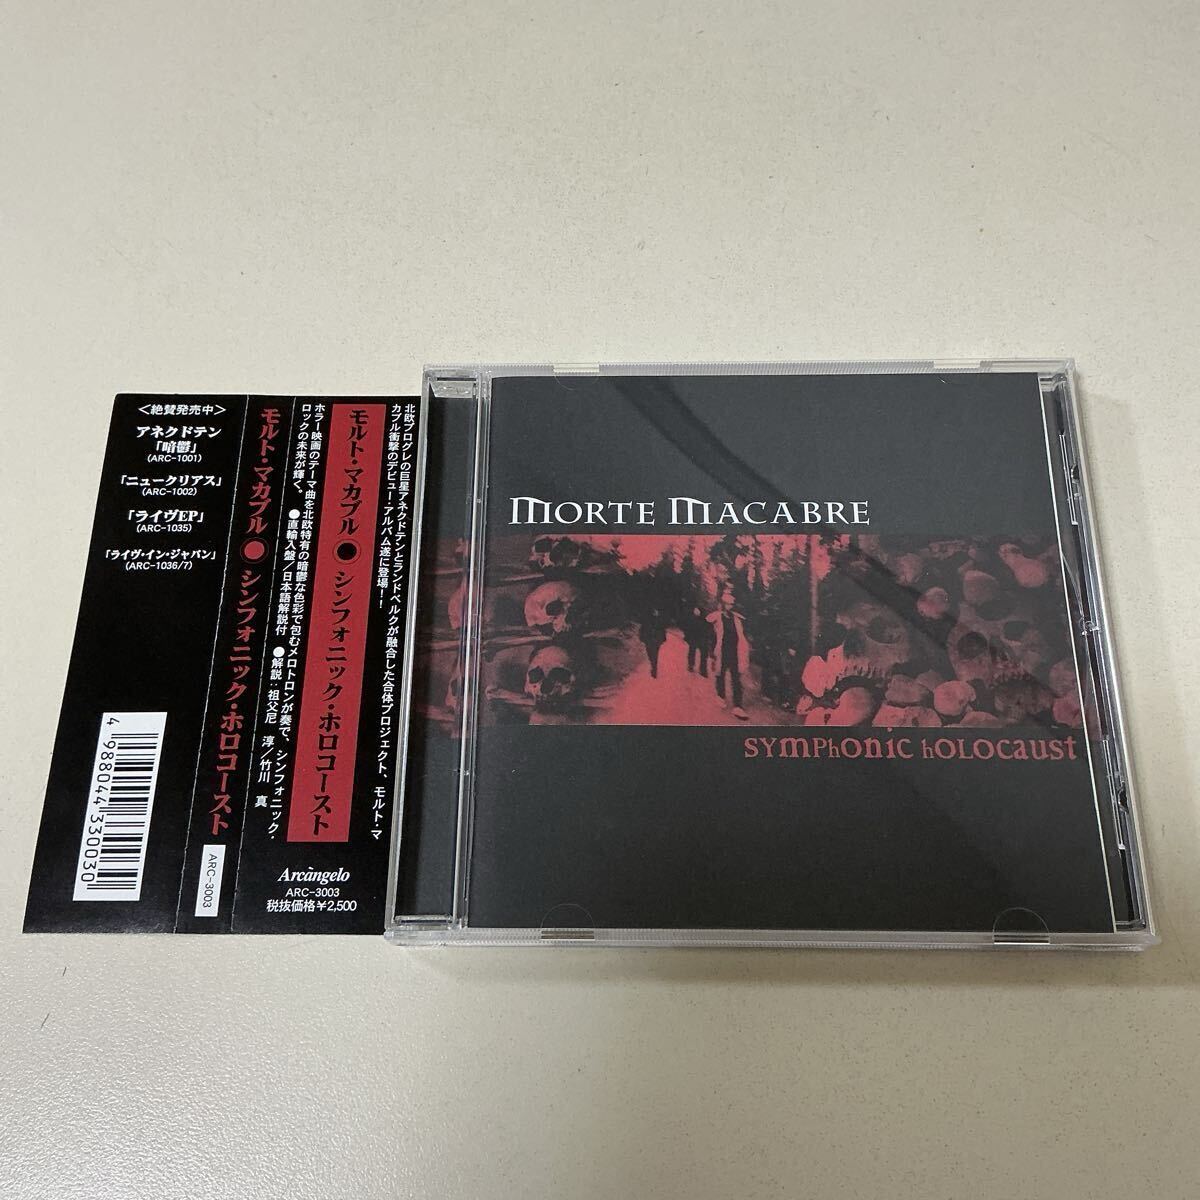 <絶賛発売中>
アネクドテン
「暗鬱」
(ARC-1001)
「ニュークリアス」
(ARC-1002)
「ライヴEP」
(ARC-1035)
「ライヴ・イン・ジャパン」
(ARC-1036/7)
4 988044 330030
モルト・マカブル●シンフォニック・ホロコースト
ARC-3003
北欧プログレの巨星アネクドテンとランドベルクが融合した合体プロジェクト、モルト・マ
カブル衝撃のデビュー・アルバム遂に登場!!
モルト・マカブル●シンフォニック・ホロコースト
ホラー映画のテーマ曲を北欧特有の暗鬱な色彩で包むメロトロンが奏で、シンフォニック・
ロックの未来が輝く。
●直輸入盤/日本語解説付 ●解説:祖父尼 淳/竹川 真
Arcàngelo
ARC-3003
税抜価格¥2,500
MORTE MACABRE
symphonic holocaust